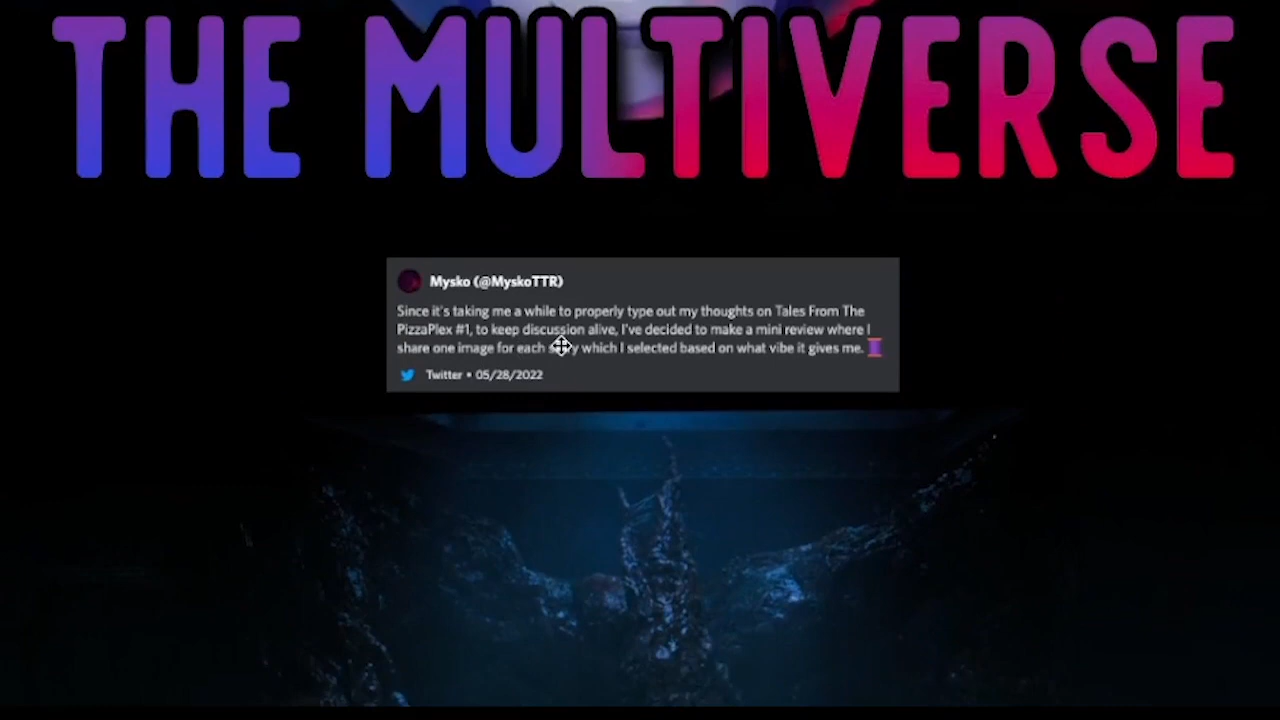 THE MULTIVERSE
Mysko (@MyskoTTR)
Since it's taking me a while to properly type out my thoughts on Tales From The
PizzaPlex #1, to keep discussion alive, I've decided to make a mini review where I
share one image for each story which I selected based on what vibe it gives me.
Twitter • 05/28/2022